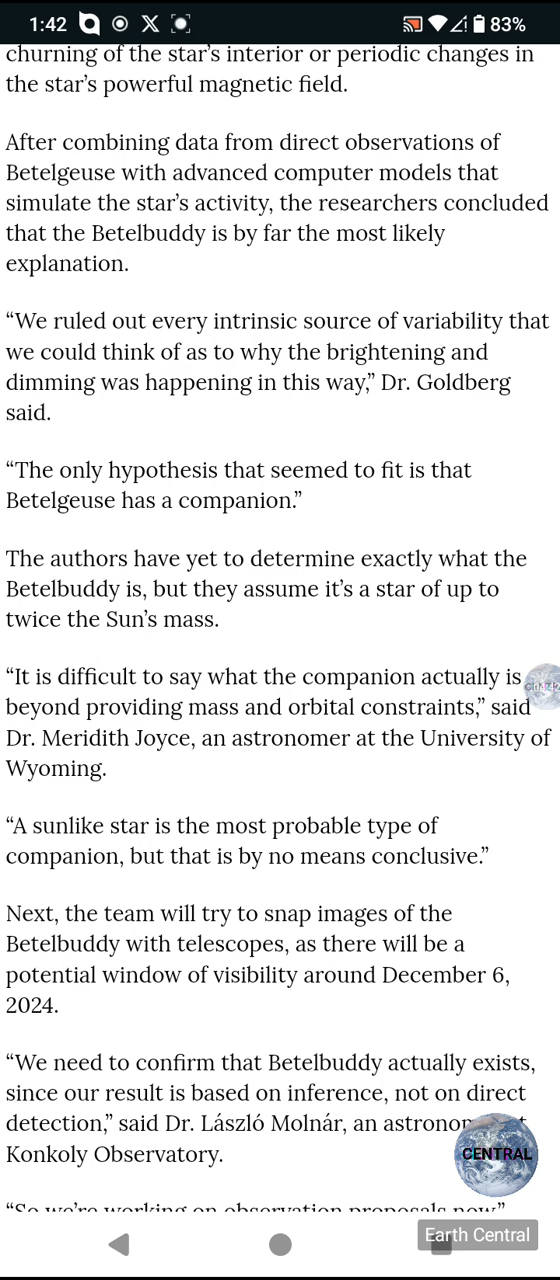 1:42
83%
churning of the star’s interior or periodic changes in
the star’s powerful magnetic field.
After combining data from direct observations of
Betelgeuse with advanced computer models that
simulate the star’s activity, the researchers concluded
that the Betelbuddy is by far the most likely
explanation.
“We ruled out every intrinsic source of variability that
we could think of as to why the brightening and
dimming was happening in this way,” Dr. Goldberg
said.
“The only hypothesis that seemed to fit is that
Betelgeuse has a companion.”
The authors have yet to determine exactly what the
Betelbuddy is, but they assume it’s a star of up to
twice the Sun’s mass.
“It is difficult to say what the companion actually is
beyond providing mass and orbital constraints,” said
Dr. Meridith Joyce, an astronomer at the University of
Wyoming.
“A sunlike star is the most probable type of
companion, but that is by no means conclusive.”
Next, the team will try to snap images of the
Betelbuddy with telescopes, as there will be a
potential window of visibility around December 6,
2024.
“We need to confirm that Betelbuddy actually exists,
since our result is based on inference, not on direct
detection,” said Dr. László Molnár, an
Konkoly Observatory.
CENTRAL
“So we’re working on observation proposals now”
Earth Central